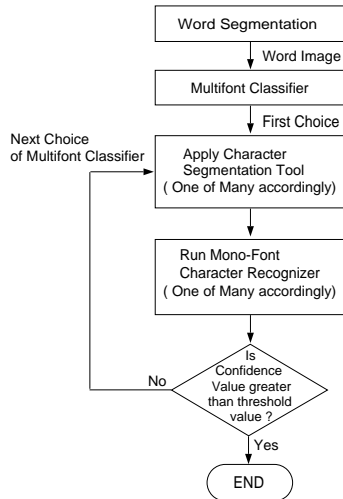 Word Segmentation
Word Image
Multifont Classifier
First Choice
Next Choice
of Multifont Classifier
Apply Character
Segmentation Tool
( One of Many accordingly)
Run Mono-Font
Character Recognizer
( One of Many accordingly)
Is
Confidence
Value greater
than threshold
value ?
No
Yes
END